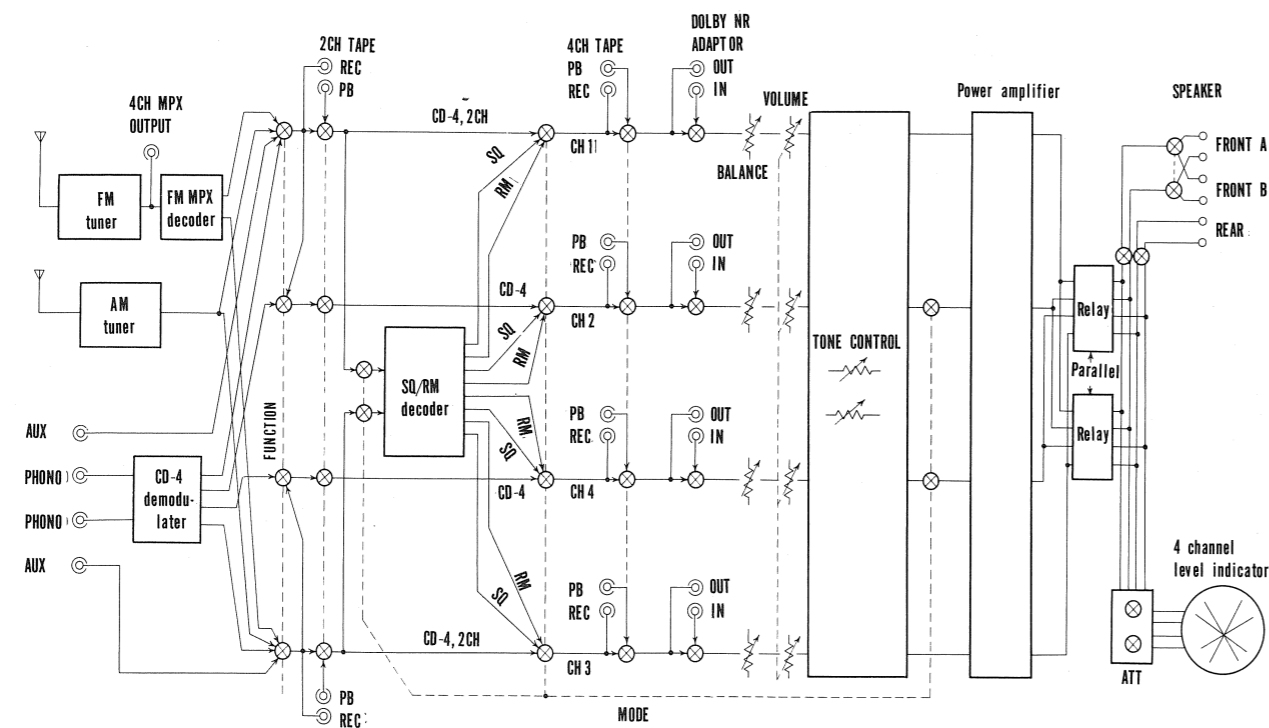 DOLBY NR
ADAPTOR
2CH TAPE
REC
PB
4CH TAPE
PB
REC
OUT
IN
4CH MPX
OUTPUT
VOLUME
Power amplifier
SPEAKER
CD-4, 2CH
SQ
RM
CH 1
BALANCE
FRONT A
FRONT B
REAR
FM
tuner
FM MPX
decoder
PB
REC
OUT
IN
CD-4
SQ
RM
CH 2
AM
tuner
TONE CONTROL
Relay
Parallel
Relay
SQ/RM
decoder
FUNCTION
PB
REC
OUT
IN
RM
SQ
CD-4
CH 4
AUX
PHONO
PHONO
AUX
CD-4
demodu-
later
4 channel
level indicator
PB
REC
OUT
IN
RM
SQ
CD-4, 2CH
CH 3
ATT
PB
REC
MODE